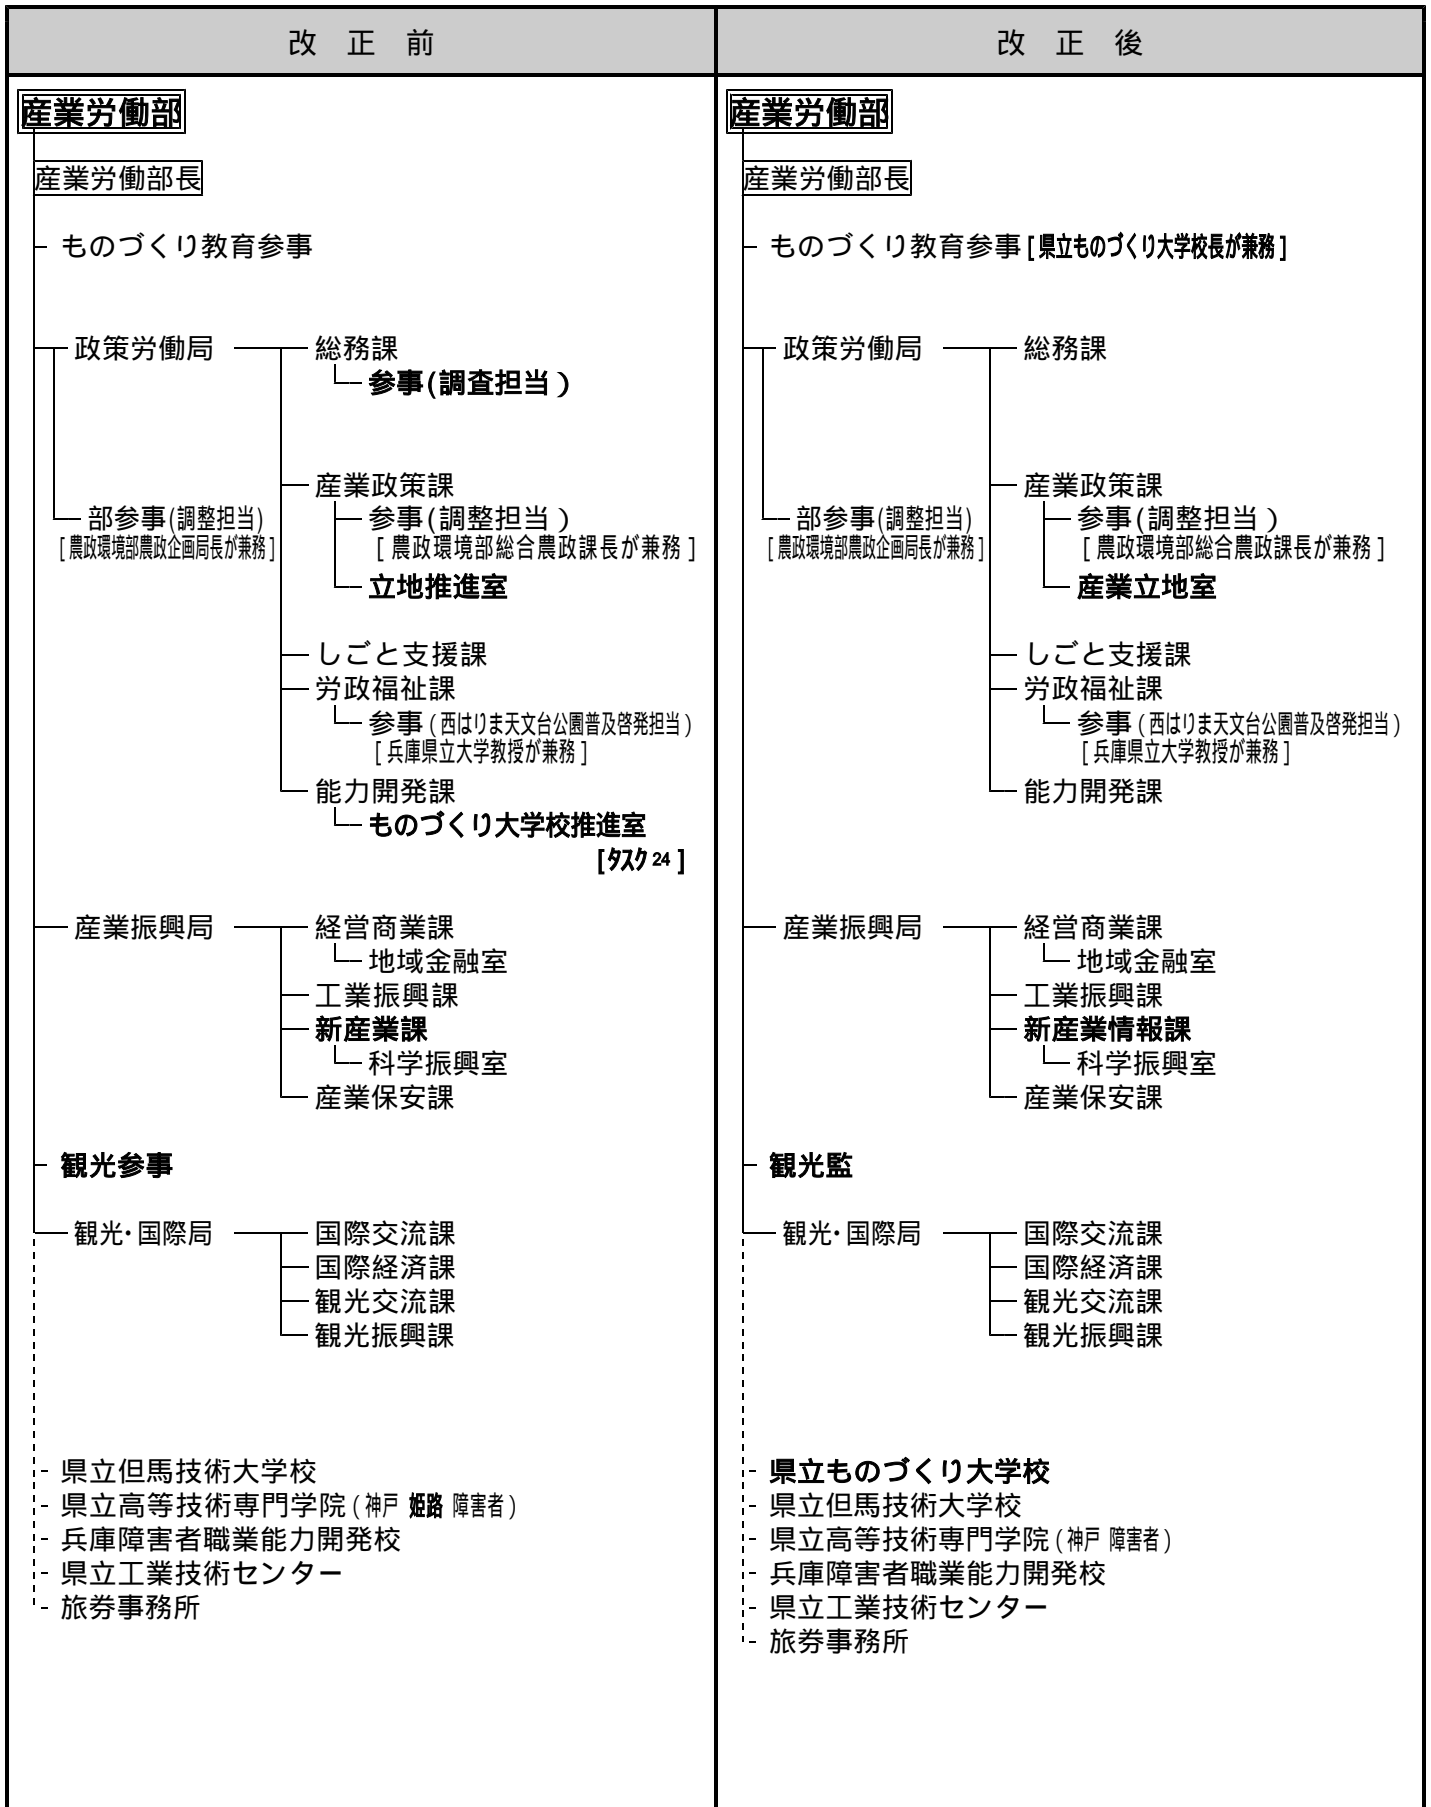 改　正　前
産業労働部
産業労働部長
ものづくり教育参事
政策労働局
総務課
参事(調査担当)
産業政策課
部参事(調整担当)
[農政環境部農政企画局長が兼務]
参事(調整担当)
[農政環境部総合農政課長が兼務]
立地推進室
しごと支援課
労政福祉課
参事(西はりま天文台公園普及啓発担当)
[兵庫県立大学教授が兼務]
能力開発課
ものづくり大学校推進室
[タスク24]
産業振興局
経営商業課
地域金融室
工業振興課
新産業課
科学振興室
産業保安課
観光参事
観光・国際局
国際交流課
国際経済課
観光交流課
観光振興課
県立但馬技術大学校
県立高等技術専門学院(神戸 姫路 障害者)
兵庫障害者職業能力開発校
県立工業技術センター
旅券事務所
改　正　後
産業労働部
産業労働部長
ものづくり教育参事[県立ものづくり大学校長が兼務]
政策労働局
総務課
産業政策課
部参事(調整担当)
[農政環境部農政企画局長が兼務]
参事(調整担当)
[農政環境部総合農政課長が兼務]
産業立地室
しごと支援課
労政福祉課
参事(西はりま天文台公園普及啓発担当)
[兵庫県立大学教授が兼務]
能力開発課
産業振興局
経営商業課
地域金融室
工業振興課
新産業情報課
科学振興室
産業保安課
観光監
観光・国際局
国際交流課
国際経済課
観光交流課
観光振興課
県立ものづくり大学校
県立但馬技術大学校
県立高等技術専門学院(神戸 障害者)
兵庫障害者職業能力開発校
県立工業技術センター
旅券事務所